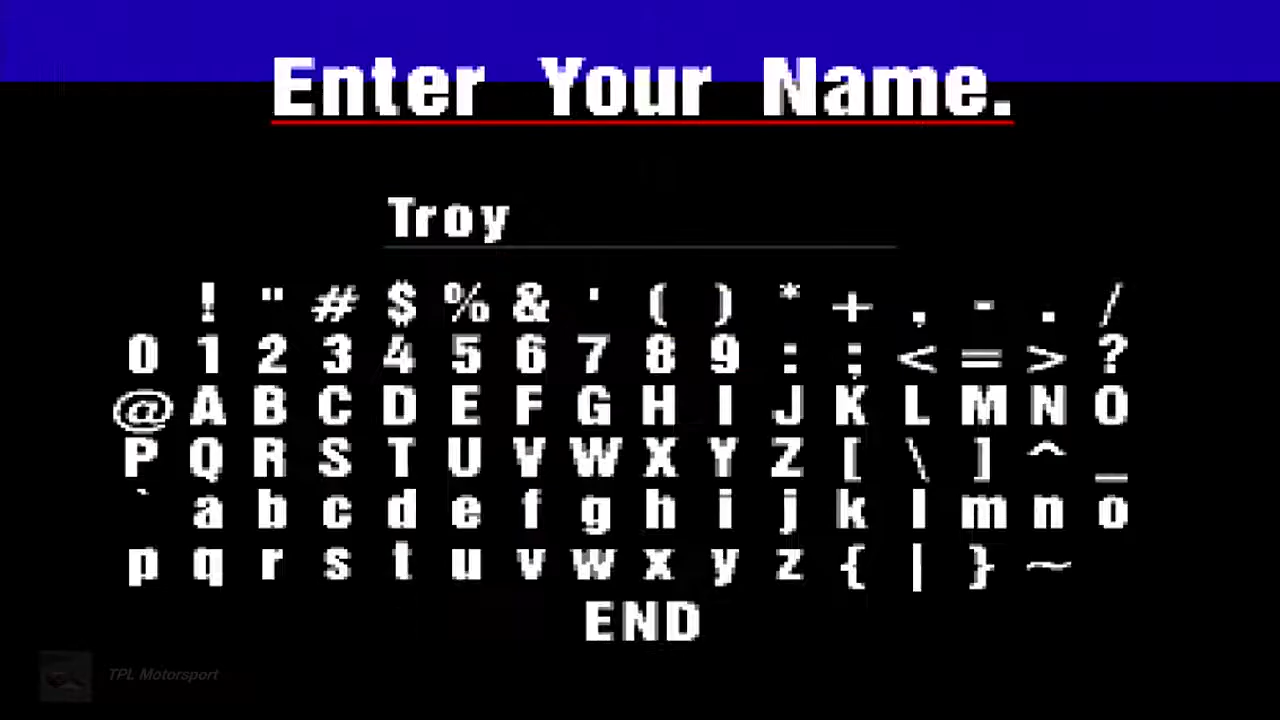 Enter Your Name.
Troy
! " # $ % & ' ( ) * + , - . /
0 1 2 3 4 5 6 7 8 9 : ; < = > ?
@ A B C D E F G H I J K L M N O
P Q R S T U V W X Y Z [ \ ] ^ _
` a b c d e f g h i j k l m n o
p q r s t u v w x y z { | } ~
END
TPL Motorsport